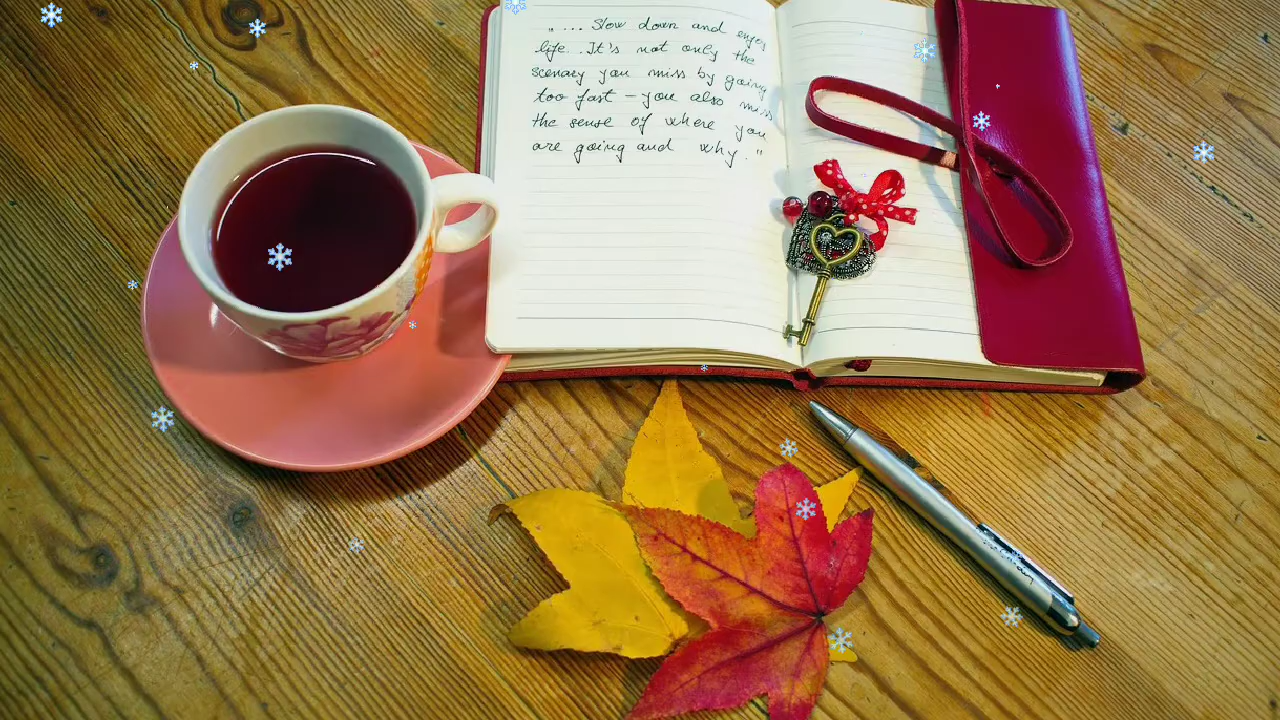 „.... Slow down and enjoy
life...It's not only the
scenary you miss by going
too fast – you also miss
the sense of where you
are going and why."